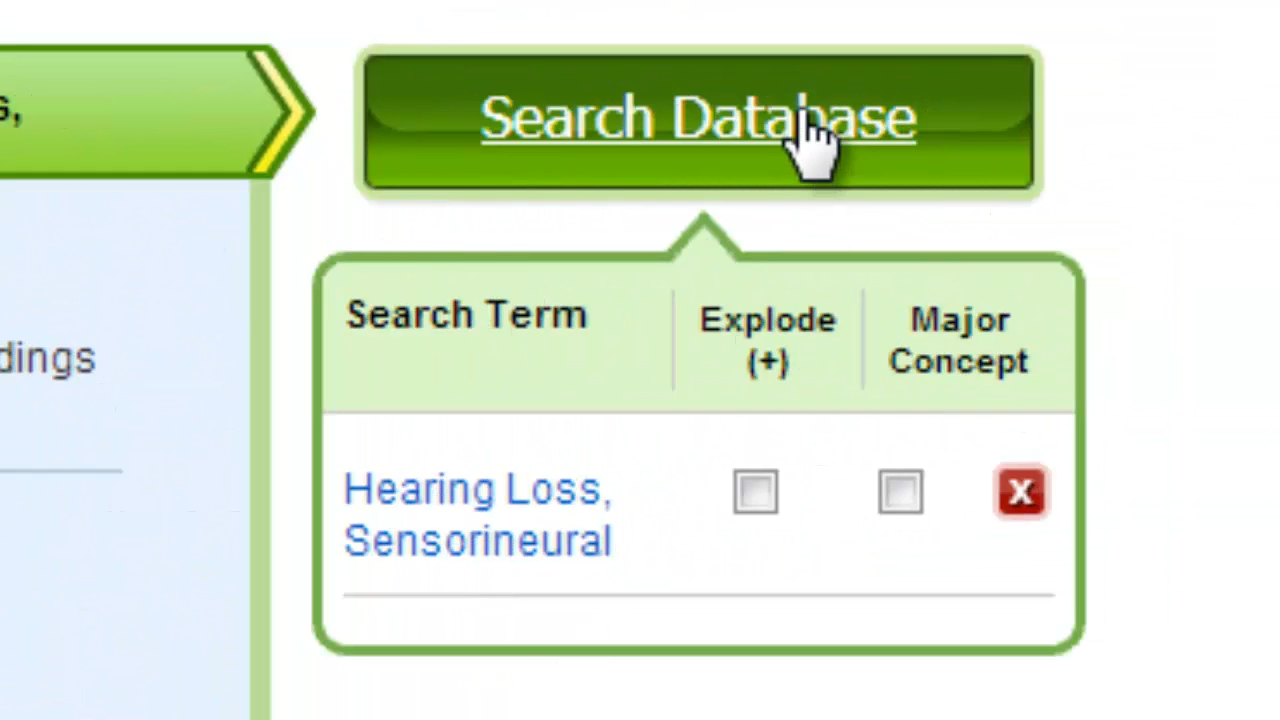 s,
Search Database
Search Term
Explode
(+)
Major
Concept
dings
Hearing Loss,
Sensorineural
x